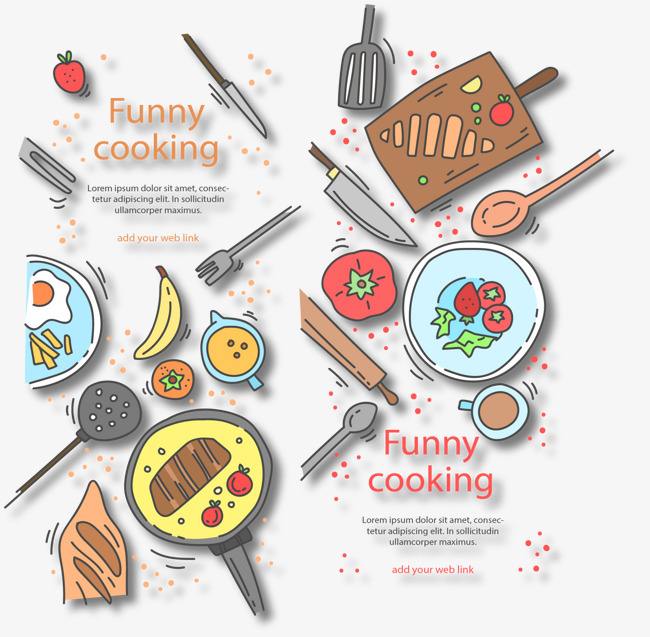 Funny
cooking
Lorem ipsum dolor sit amet, consec-
tetur adipiscing elit. In sollicitudin
ullamcorper maximus.
add your web link
Funny
cooking
Lorem ipsum dolor sit amet, consec-
tetur adipiscing elit. In sollicitudin
ullamcorper maximus.
add your web link